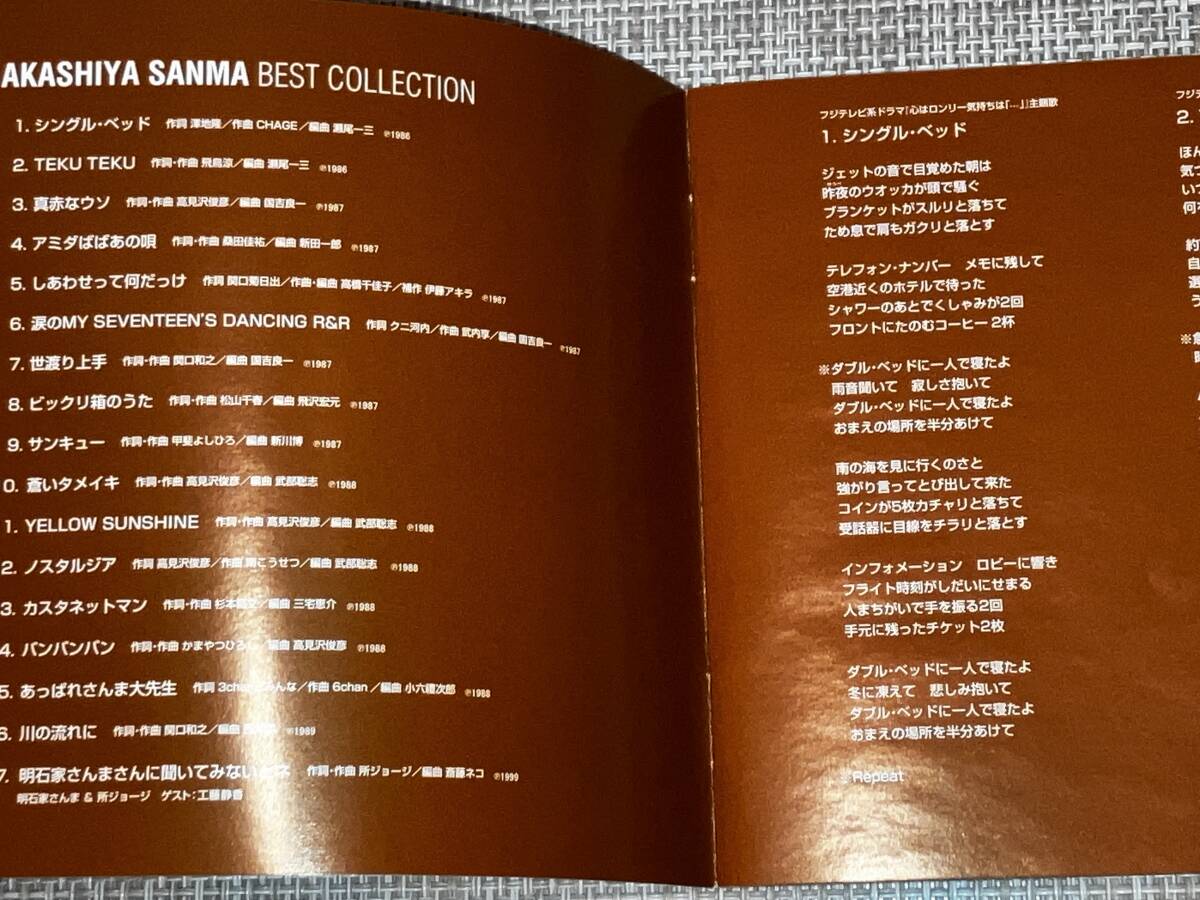 AKASHIYA SANMA BEST COLLECTION
1. シングル・ベッド 作詞 澤地隆／作曲 CHAGE／編曲 瀬尾一三 ℗1986
2. TEKU TEKU 作詞・作曲 飛鳥涼／編曲 瀬尾一三 ℗1986
3. 真赤なウソ 作詞・作曲 高見沢俊彦／編曲 国吉良一 ℗1987
4. アミダばばあの唄 作詞・作曲 桑田佳祐／編曲 新田一郎 ℗1987
5. しあわせって何だっけ 作詞 関口菊日出／作曲・編曲 高橋千佳子／補作 伊藤アキラ ℗1987
6. 涙のMY SEVENTEEN'S DANCING R&R 作詞 クニ河内／作曲 武内享／編曲 国吉良一 ℗1987
7. 世渡り上手 作詞・作曲 関口和之／編曲 国吉良一 ℗1987
8. ビックリ箱のうた 作詞・作曲 松山千春／編曲 飛沢宏元 ℗1987
9. サンキュー 作詞・作曲 甲斐よしひろ／編曲 新川博 ℗1987
0. 蒼いタメイキ 作詞・作曲 高見沢俊彦／編曲 武部聡志 ℗1988
1. YELLOW SUNSHINE 作詞・作曲 高見沢俊彦／編曲 武部聡志 ℗1988
2. ノスタルジア 作詞 高見沢俊彦／作曲 南こうせつ／編曲 武部聡志 ℗1988
3. カスタネットマン 作詞・作曲 杉本／編曲 三宅恵介 ℗1988
4. バンバンバン 作詞・作曲 かまやつひろし／編曲 高見沢俊彦 ℗1988
5. あっぱれさんま大先生 作詞 3chanとみんな／作曲 6chan／編曲 小六禮次郎 ℗1988
6. 川の流れに 作詞・作曲 関口和之／編曲 ℗1989
7. 明石家さんまさんに聞いてみないとネ 作詞・作曲 所ジョージ／編曲 斎藤ネコ ℗1999
明石家さんま & 所ジョージ ゲスト：工藤静香
フジテレビ系ドラマ『心はロンリー気持ちは「…」』主題歌
1. シングル・ベッド
ジェットの音で目覚めた朝は
昨夜のウオッカが頭で騒ぐ
ブランケットがスルリと落ちて
ため息で肩もガクリと落とす
テレフォン・ナンバー メモに残して
空港近くのホテルで待った
シャワーのあとでくしゃみが2回
フロントにたのむコーヒー 2杯
※ダブル・ベッドに一人で寝たよ
雨音聞いて 寂しさ抱いて
ダブル・ベッドに一人で寝たよ
おまえの場所を半分あけて
南の海を見に行くのさと
強がり言ってとび出して来た
コインが5枚カチャリと落ちて
受話器に目線をチラリと落とす
インフォメーション ロビーに響き
フライト時刻がしだいにせまる
人まちがいで手を振る2回
手元に残ったチケット2枚
ダブル・ベッドに一人で寝たよ
冬に凍えて 悲しみ抱いて
ダブル・ベッドに一人で寝たよ
おまえの場所を半分あけて
※Repeat
フジテ
2.
ほん
気づ
いつ
何を
約
自